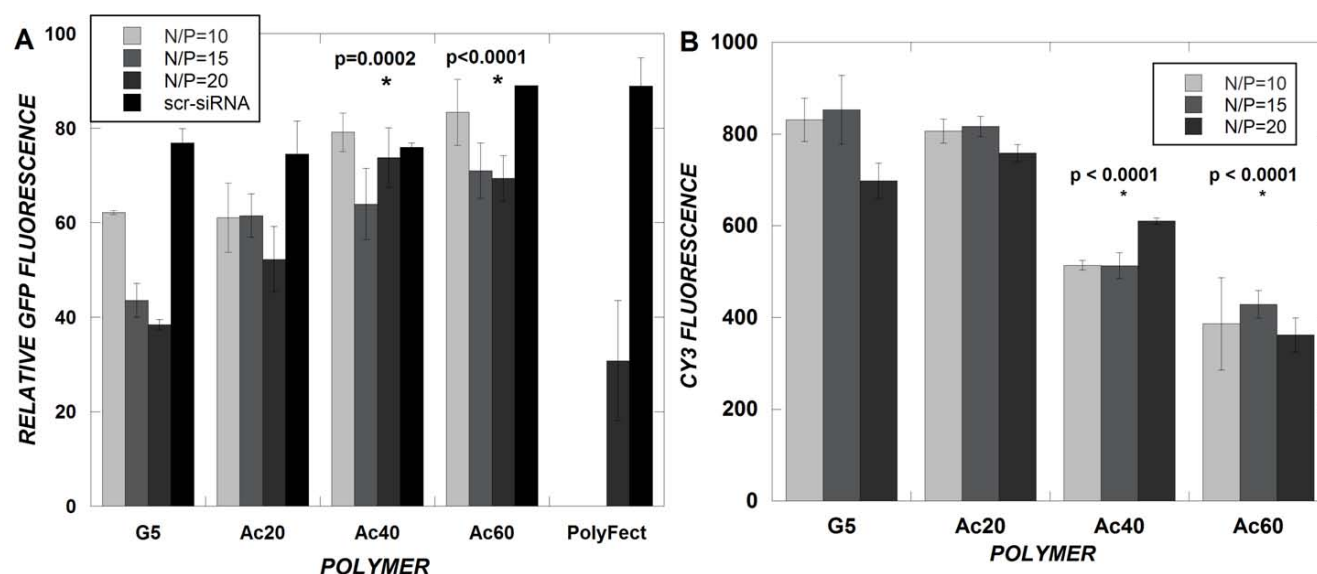 A
N/P=10
N/P=15
N/P=20
scr-siRNA
p=0.0002
*
p<0.0001
*
100
80
60
40
20
0
RELATIVE GFP FLUORESCENCE
G5 Ac20 Ac40 Ac60 PolyFect
POLYMER
B
N/P=10
N/P=15
N/P=20
p < 0.0001
*
p < 0.0001
*
1000
800
600
400
200
0
CY3 FLUORESCENCE
G5 Ac20 Ac40 Ac60
POLYMER